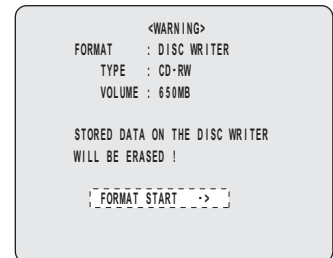 <WARNING>
FORMAT : DISC WRITER
TYPE : CD-RW
VOLUME : 650MB
STORED DATA ON THE DISC WRITER
WILL BE ERASED !
FORMAT START ->